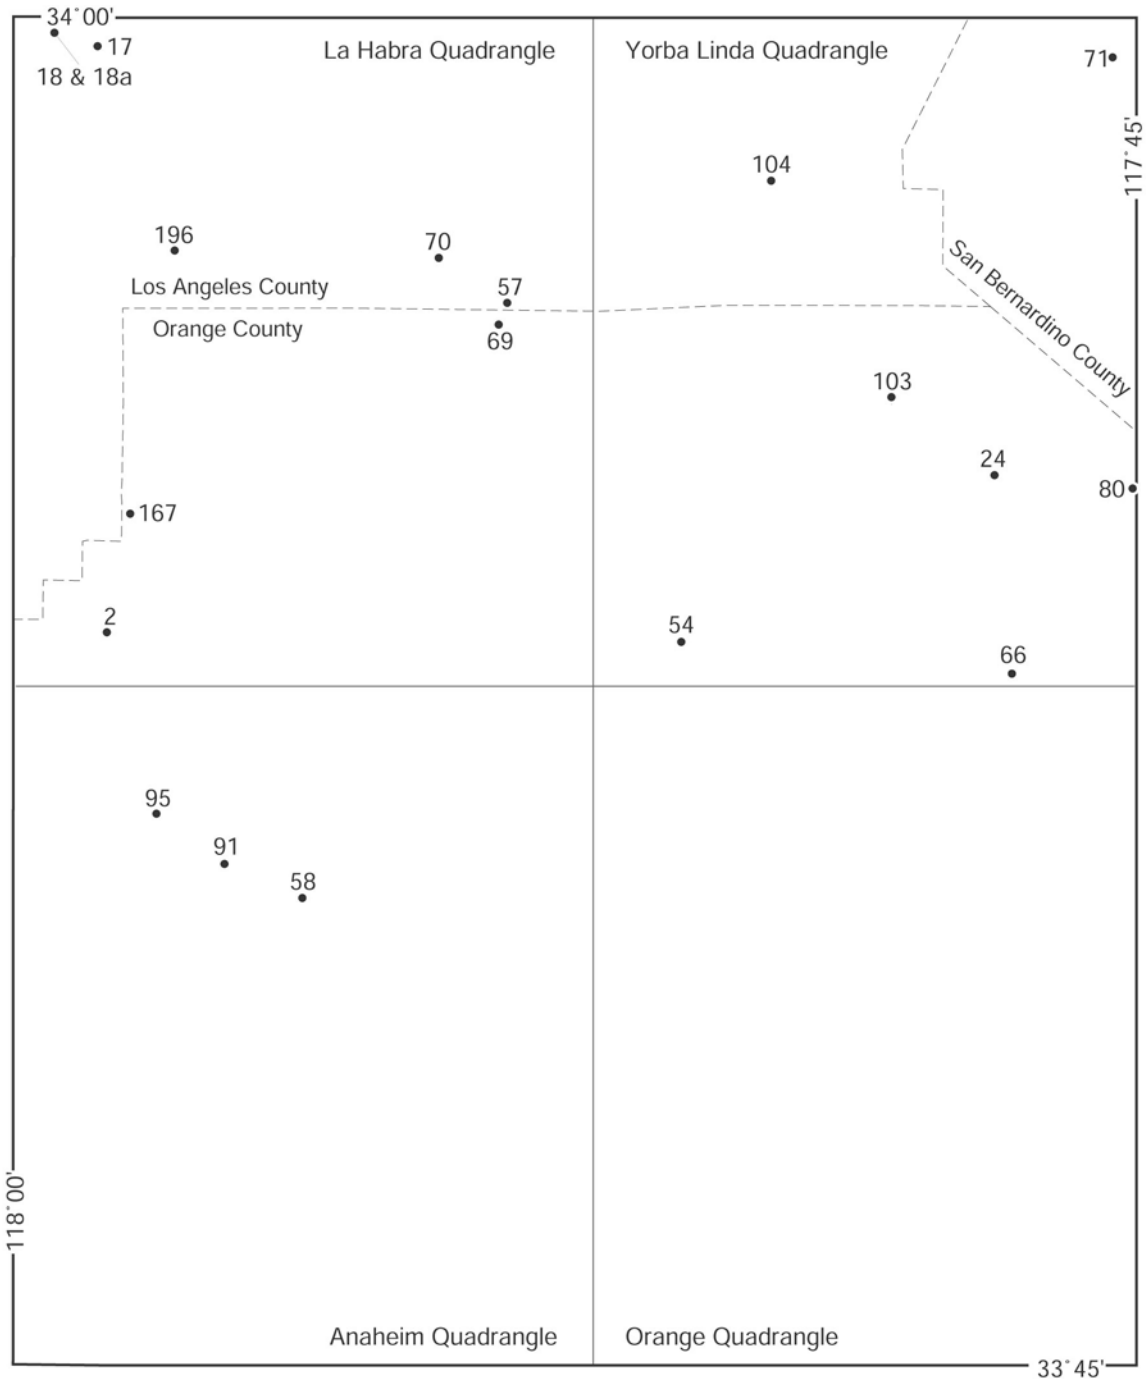 34°00'
17
18 & 18a
La Habra Quadrangle
Yorba Linda Quadrangle
71
117°45'
104
196
70
57
Los Angeles County
Orange County
69
San Bernardino County
103
24
80
167
2
54
66
95
91
58
118°00'
Anaheim Quadrangle
Orange Quadrangle
33°45'